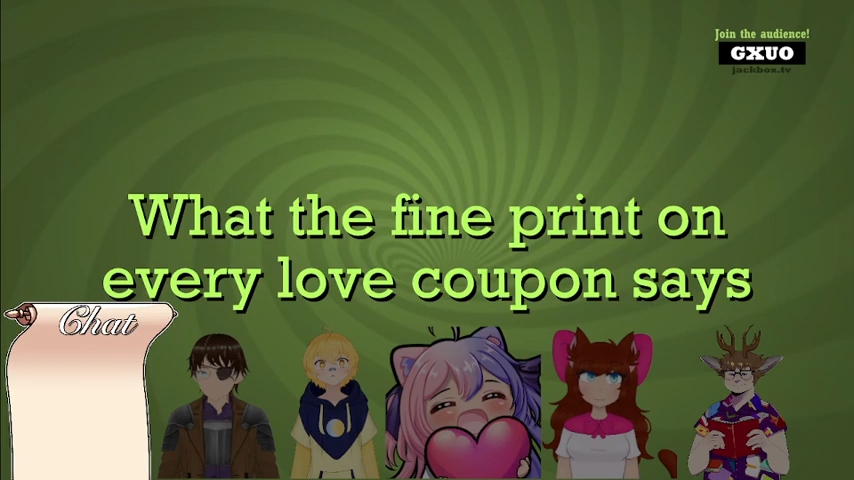 Join the audience!
GXUO
jackbox.tv
What the fine print on
every love coupon says
Chat